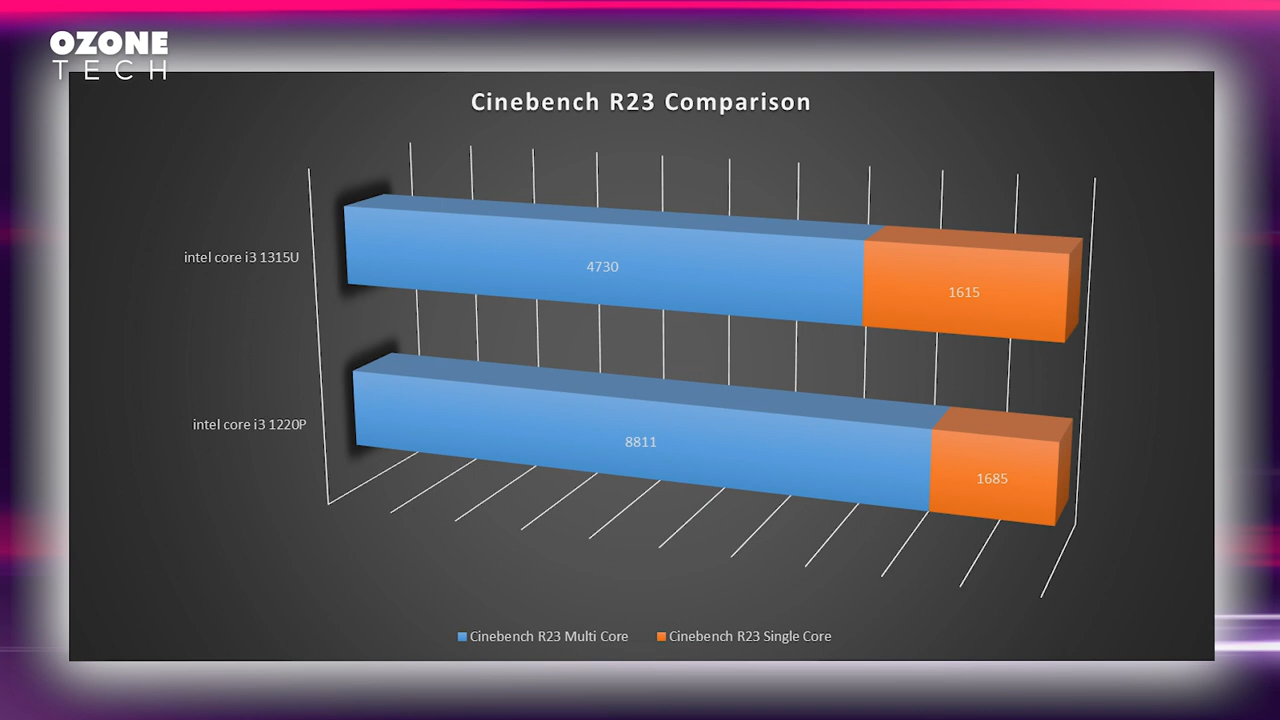 OZONE
TECH
Cinebench R23 Comparison
intel core i3 1315U
4730
1615
intel core i3 1220P
8811
1685
Cinebench R23 Multi Core
Cinebench R23 Single Core